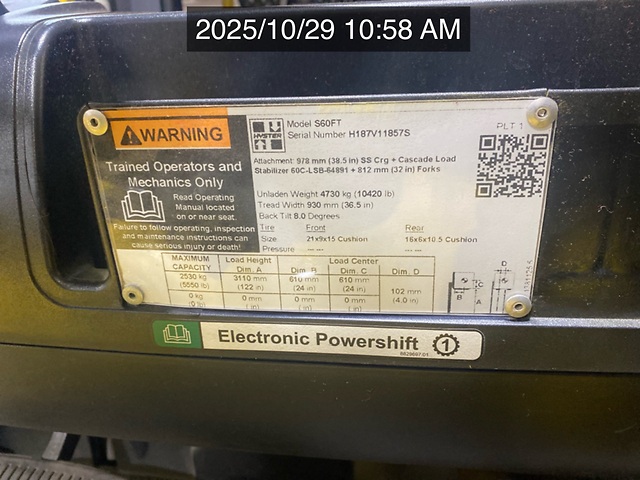 2025/10/29 10:58 AM
WARNING
Trained Operators and
Mechanics Only
Read Operating
Manual located
on or near seat.
Failure to follow operating, inspection
and maintenance instructions can
cause serious injury or death!
HYSTER
Model S60FT
Serial Number H187V11857S
PLT 1
Attachment: 978 mm (38.5 in) SS Crg + Cascade Load
Stabilizer 60C-LSB-64891 + 812 mm (32 in) Forks
Unladen Weight 4730 kg (10420 lb)
Tread Width 930 mm (36.5 in)
Back Tilt 8.0 Degrees
Tire Front Rear
Size 21x9x15 Cushion 16x6x10.5 Cushion
Pressure --- --- --- ---
MAXIMUM CAPACITY Load Height Dim. A Load Center Dim. B Dim. C Dim. D
2530 kg 3110 mm 610 mm 610 mm 102 mm
(5550 lb) (122 in) (24 in) (24 in) (4.0 in)
0 kg 0 mm 0 mm 0 mm
(0 lb) ( in) ( in) ( in)
D
C
B
A
Electronic Powershift 1